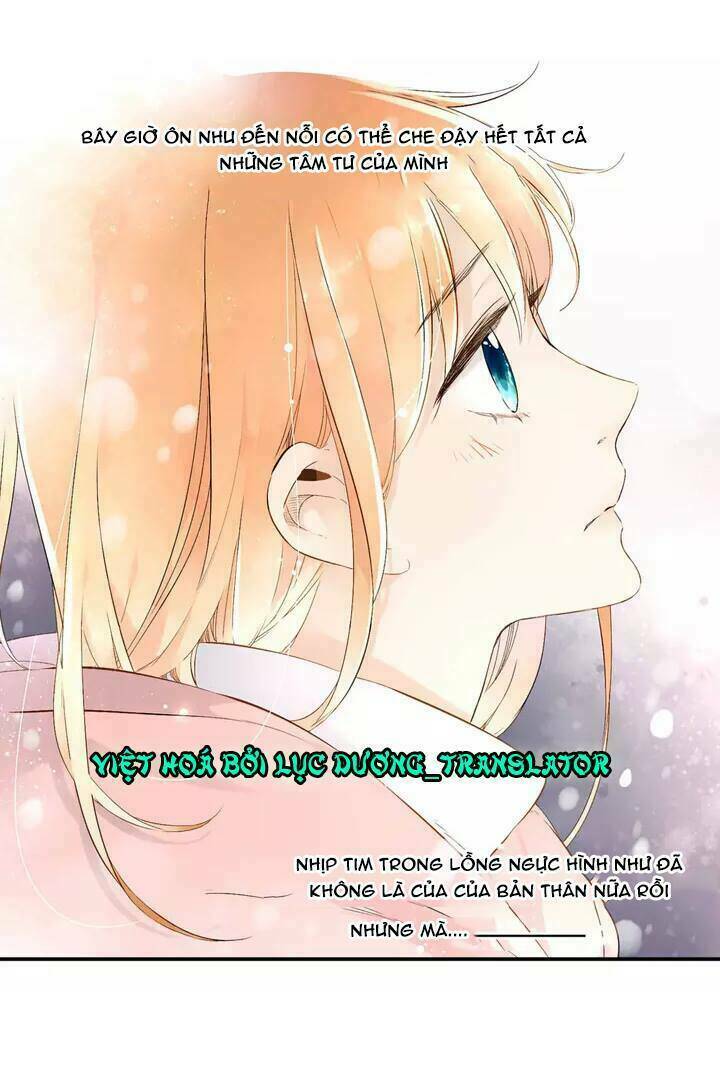 BÂY GIỜ ÔN NHU ĐẾN NỖI CÓ THỂ CHE ĐẬY HẾT TẤT CẢ
NHỮNG TÂM TƯ CỦA MÌNH
VIỆT HOÁ BỞI LỤC DƯƠNG_TRANSLATOR
NHỊP TIM TRONG LỒNG NGỰC HÌNH NHƯ ĐÃ
KHÔNG LÀ CỦA CỦA BẢN THÂN NỮA RỒI
NHƯNG MÀ....